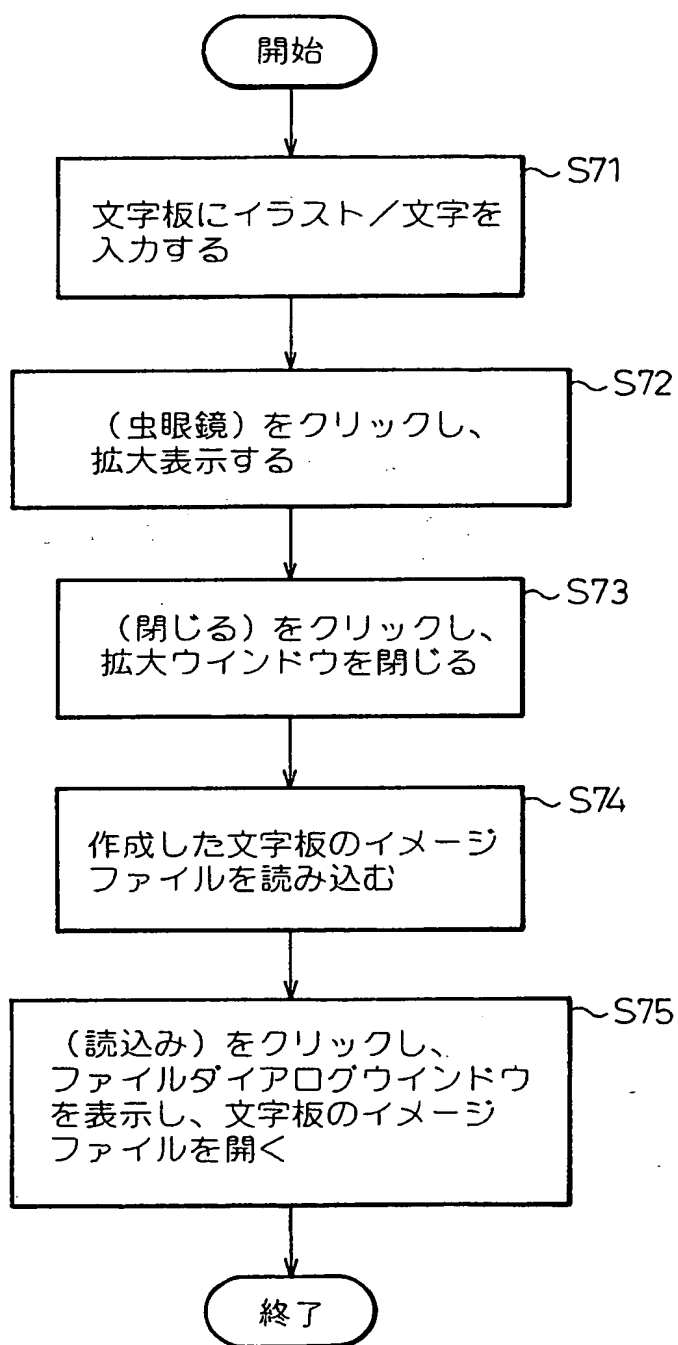 開始
S71
文字板にイラスト／文字を
入力する
S72
（虫眼鏡）をクリックし、
拡大表示する
S73
（閉じる）をクリックし、
拡大ウインドウを閉じる
S74
作成した文字板のイメージ
ファイルを読み込む
S75
（読込み）をクリックし、
ファイルダイアログウインドウ
を表示し、文字板のイメージ
ファイルを開く
終了